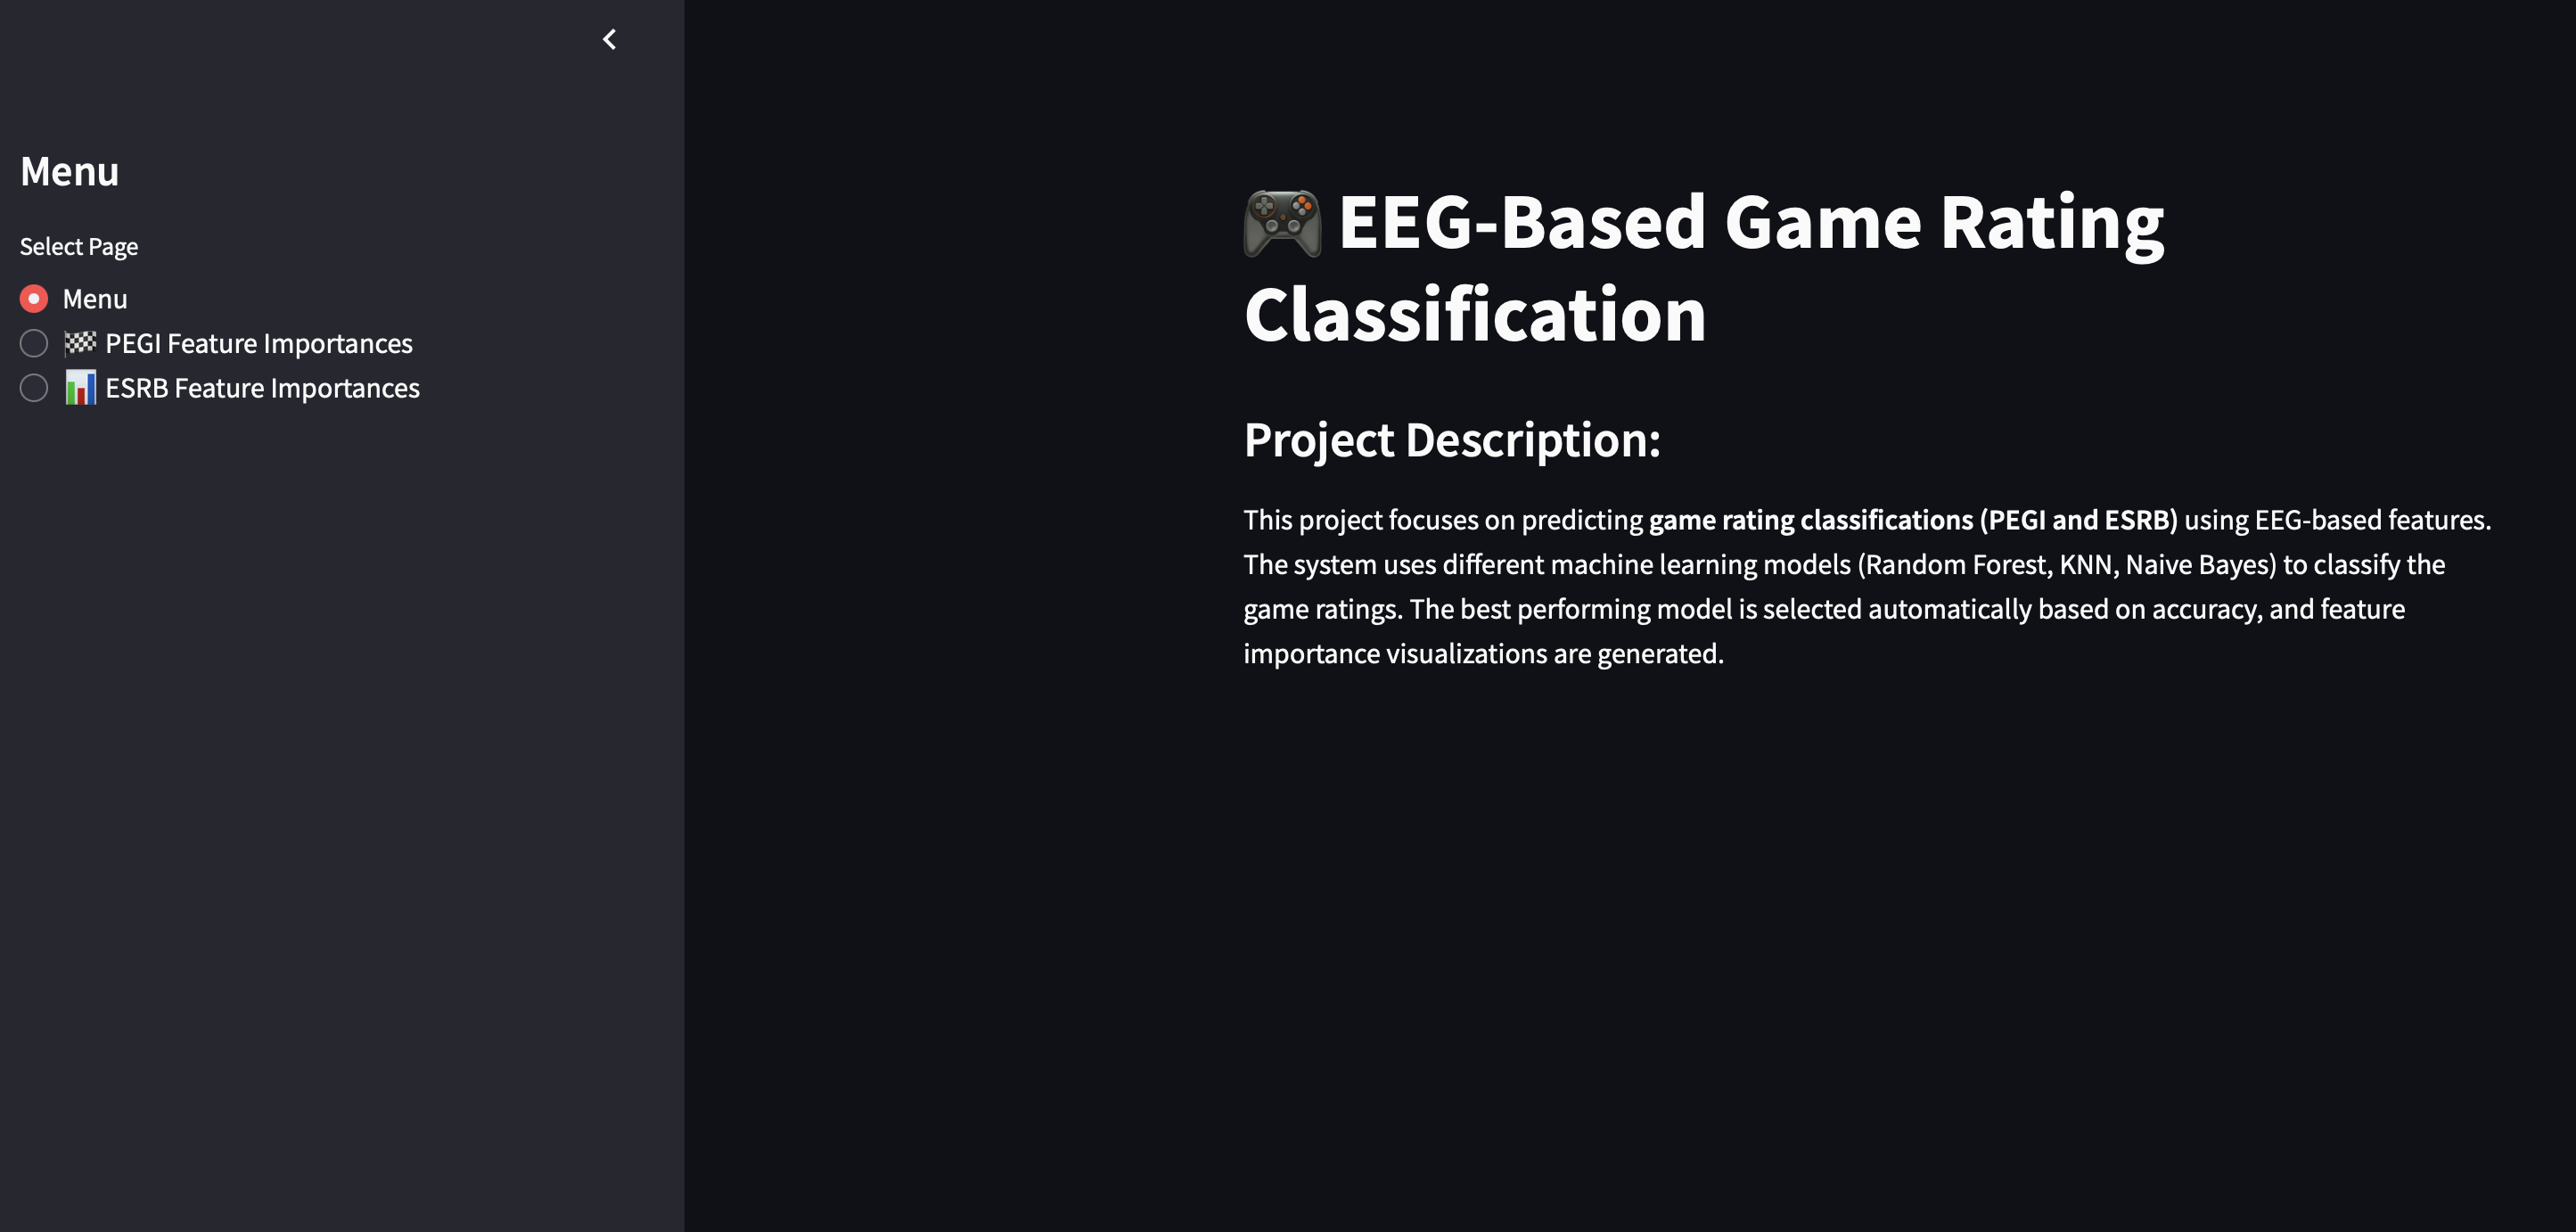 Menu
Select Page
Menu
🏁 PEGI Feature Importances
📊 ESRB Feature Importances
🎮 EEG-Based Game Rating
Classification
Project Description:
This project focuses on predicting game rating classifications (PEGI and ESRB) using EEG-based features.
The system uses different machine learning models (Random Forest, KNN, Naive Bayes) to classify the
game ratings. The best performing model is selected automatically based on accuracy, and feature
importance visualizations are generated.